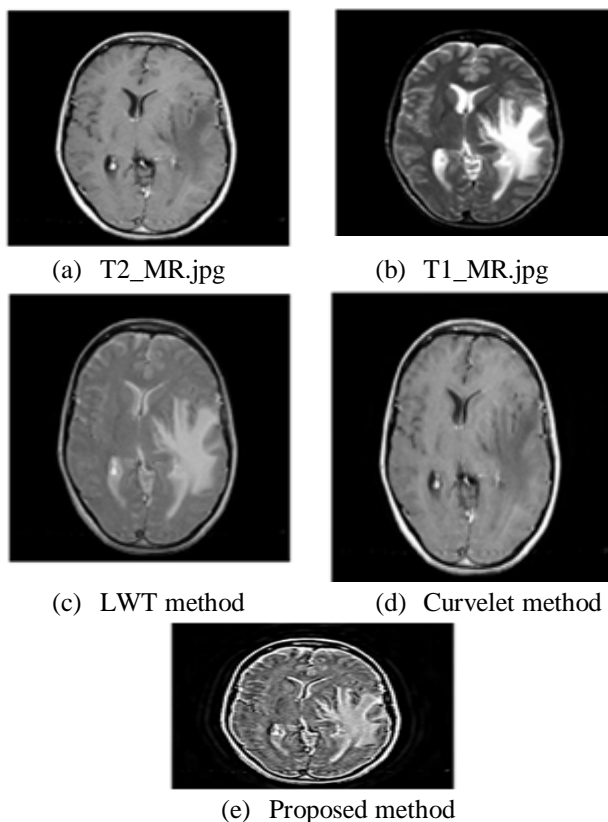 (a) T2_MR.jpg
(b) T1_MR.jpg
(c) LWT method
(d) Curvelet method
(e) Proposed method